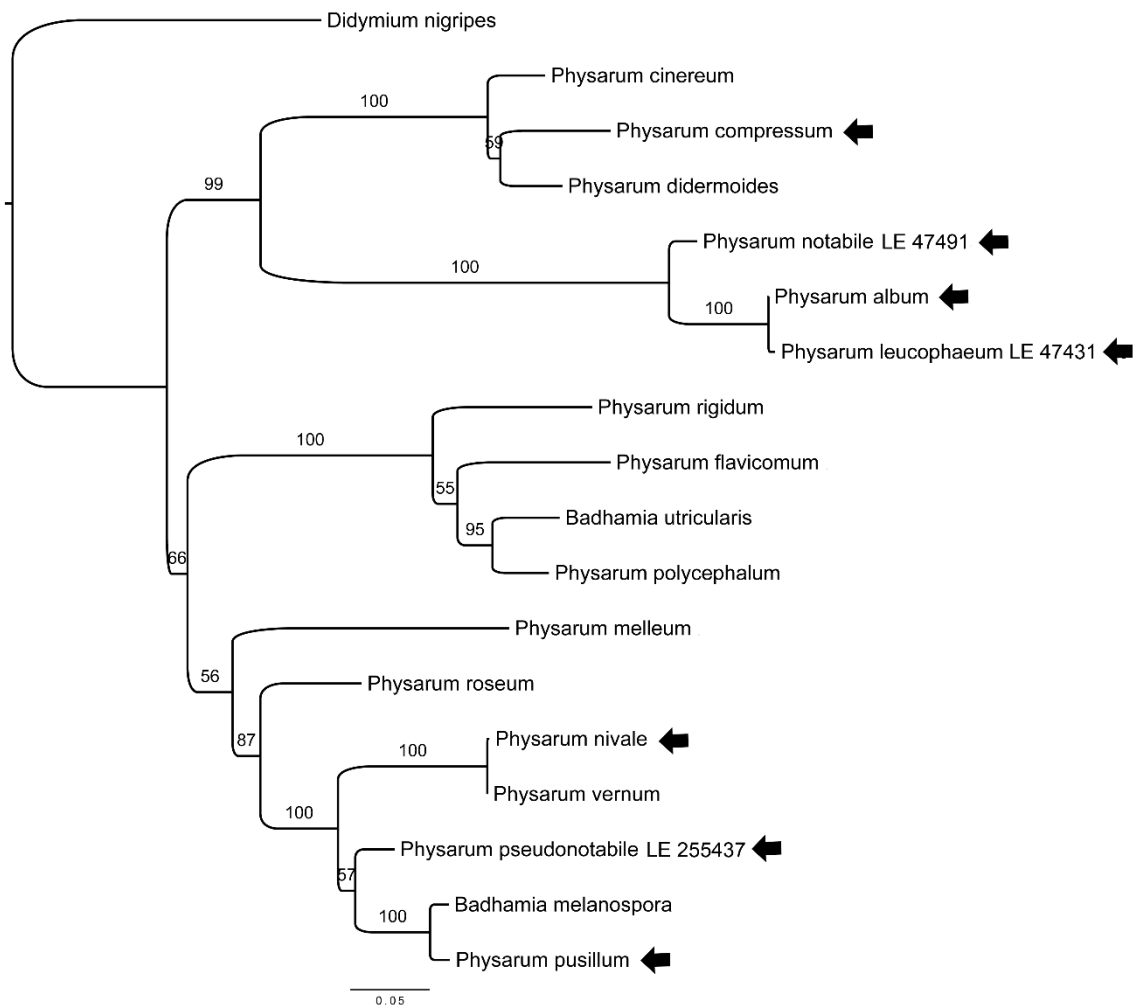 Didymium nigripes
Physarum cinereum
100
Physarum compressum
59
Physarum didermoides
99
Physarum notabile LE 47491
100
Physarum album
100
Physarum leucophaeum LE 47431
Physarum rigidum
100
Physarum flavicomum
55
Badhamia utricularis
95
Physarum polycephalum
66
Physarum melleum
56
Physarum roseum
87
Physarum nivale
100
Physarum vernum
100
Physarum pseudonotabile LE 255437
57
Badhamia melanospora
100
Physarum pusillum
0.05